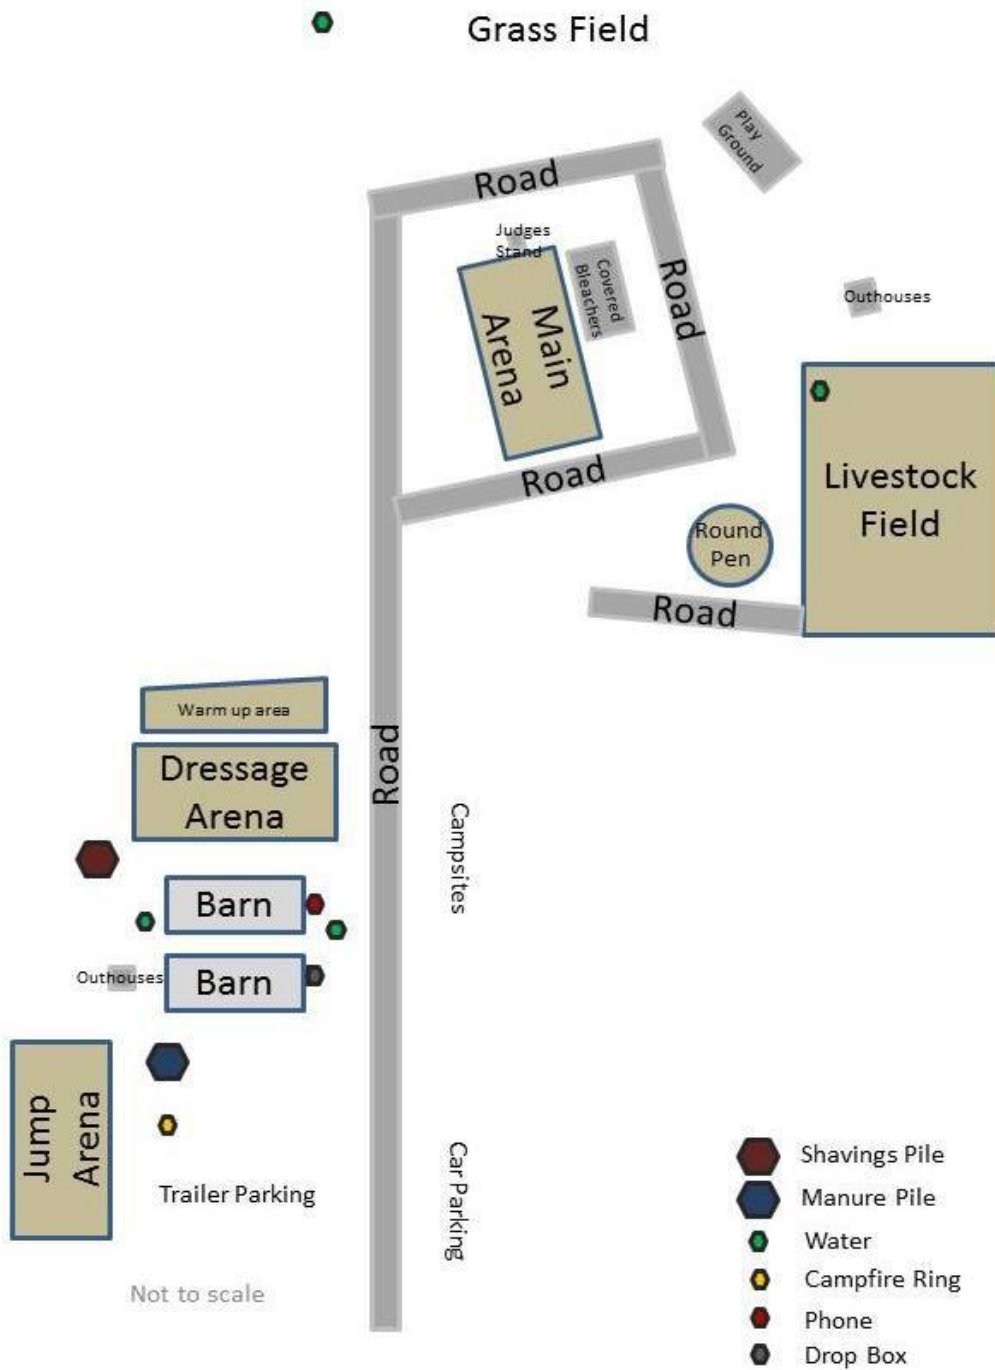 Grass Field
Play
Ground
Road
Judges
Stand
Covered
Bleachers
Road
Outhouses
Main
Arena
Livestock
Field
Road
Round
Pen
Road
Warm up area
Road
Dressage
Arena
Campsites
Barn
Outhouses
Barn
Jump
Arena
Trailer Parking
Car Parking
Not to scale
Shavings Pile
Manure Pile
Water
Campfire Ring
Phone
Drop Box